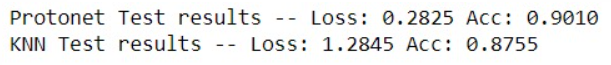 Protonet Test results -- Loss: 0.2825 Acc: 0.9010
KNN Test results -- Loss: 1.2845 Acc: 0.8755